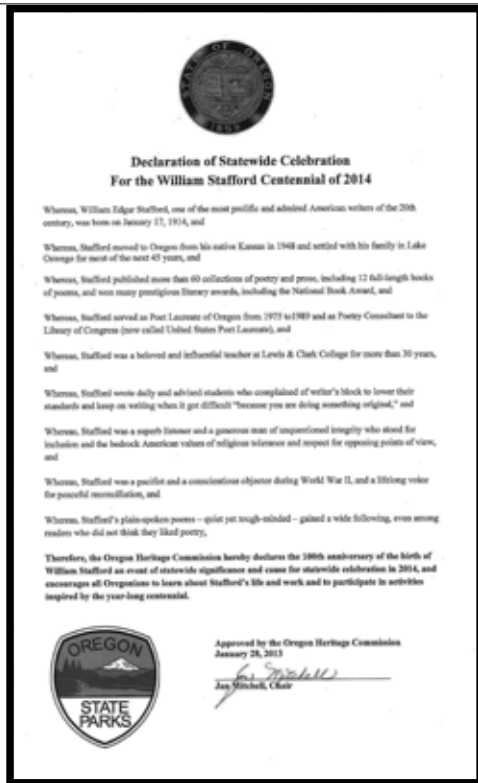 STATE OF OREGON
1859
Declaration of Statewide Celebration
For the William Stafford Centennial of 2014
Whereas, William Edgar Stafford, one of the most prolific and admired American writers of the 20th
century, was born on January 17, 1914, and
Whereas, Stafford moved to Oregon from his native Kansas in 1948 and settled with his family in Lake
Oswego for most of the next 45 years, and
Whereas, Stafford published more than 60 collections of poetry and prose, including 12 full-length books
of poems, and won many prestigious literary awards, including the National Book Award, and
Whereas, Stafford served as Poet Laureate of Oregon from 1975 to1989 and as Poetry Consultant to the
Library of Congress (now called United States Poet Laureate), and
Whereas, Stafford was a beloved and influential teacher at Lewis & Clark College for more than 30 years,
and
Whereas, Stafford wrote daily and advised students who complained of writer's block to lower their
standards and keep on writing when it got difficult "because you are doing something original," and
Whereas, Stafford was a superb listener and a generous man of unquestioned integrity who stood for
inclusion and the bedrock American values of religious tolerance and respect for opposing points of view,
and
Whereas, Stafford was a pacifist and a conscientious objector during World War II, and a lifelong voice
for peaceful reconciliation, and
Whereas, Stafford's plain-spoken poems – quiet yet tough-minded – gained a wide following, even among
readers who did not think they liked poetry,
Therefore, the Oregon Heritage Commission hereby declares the 100th anniversary of the birth of
William Stafford an event of statewide significance and cause for statewide celebration in 2014, and
encourages all Oregonians to learn about Stafford's life and work and to participate in activities
inspired by the year-long centennial.
Approved by the Oregon Heritage Commission
January 28, 2013
Jan Mitchell
Jan Mitchell, Chair
OREGON
STATE
PARKS